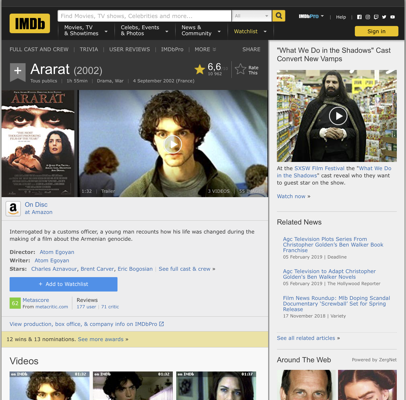 IMDb
Find Movies, TV shows, Celebrities and more...
All
IMDbPro
Help
Movies, TV & Showtimes
Celebs, Events & Photos
News & Community
Watchlist
Sign in
FULL CAST AND CREW | TRIVIA | USER REVIEWS | IMDbPro | MORE
SHARE
Ararat (2002)
Tous publics | 1h 55min | Drama, War | 4 September 2002 (France)
6,6
Rate This
ARARAT
1:32 | Trailer
3 VIDEOS
On Disc
at Amazon
Interrogated by a customs officer, a young man recounts how his life was changed during the
making of a film about the Armenian genocide.
Director: Atom Egoyan
Writer: Atom Egoyan
Stars: Charles Aznavour, Brent Carver, Eric Bogosian | See full cast & crew »
+ Add to Watchlist
62
Metascore
From metacritic.com
Reviews
177 user | 71 critic
View production, box office, & company info on IMDbPro
12 wins & 13 nominations. See more awards »
Videos
"What We Do in the Shadows" Cast
Convert New Vamps
At the SXSW Film Festival the "What We Do
in the Shadows" cast reveal who they want
to guest star on the show.
Watch now »
Related News
Agc Television Plots Series From
Christopher Golden's Ben Walker Book
Franchise
05 February 2019 | Deadline
Agc Television to Adapt Christopher
Golden's Ben Walker Novels
05 February 2019 | The Hollywood Reporter
Film News Roundup: Mlb Doping Scandal
Documentary 'Screwball' Set for Spring
Release
17 November 2018 | Variety
See all related articles »
Around The Web
Powered by ZergNet